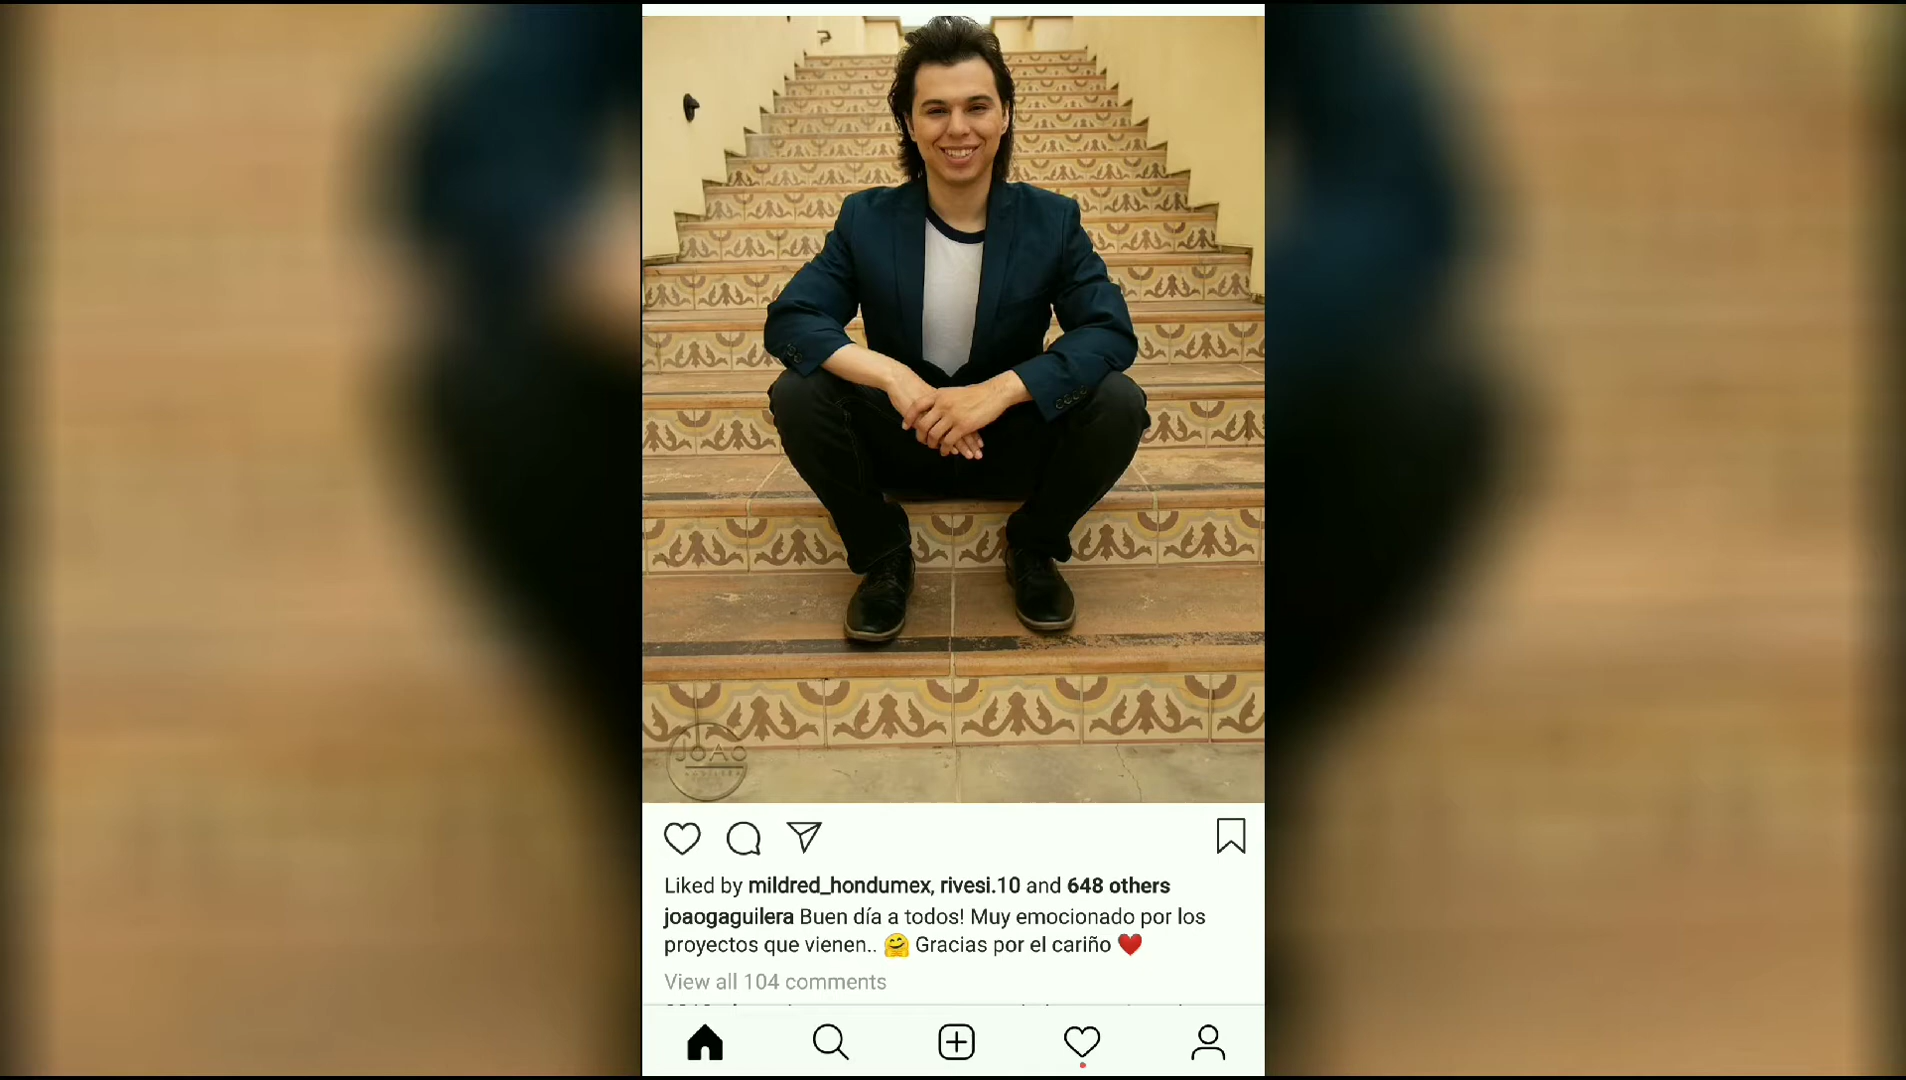 JOAO
Liked by mildred_hondumex, rivesi.10 and 648 others
joaogaguilera Buen día a todos! Muy emocionado por los
proyectos que vienen.. 🤗 Gracias por el cariño ❤️
View all 104 comments